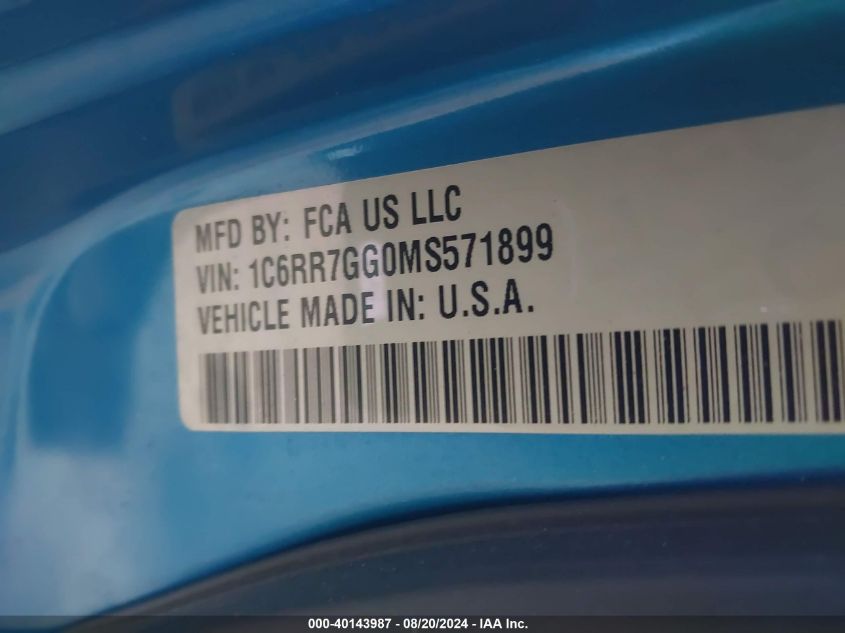 MFD BY: FCA US LLC
VIN: 1C6RR7GG0MS571899
VEHICLE MADE IN: U.S.A.
000-40143987 - 08/20/2024 - IAA Inc.